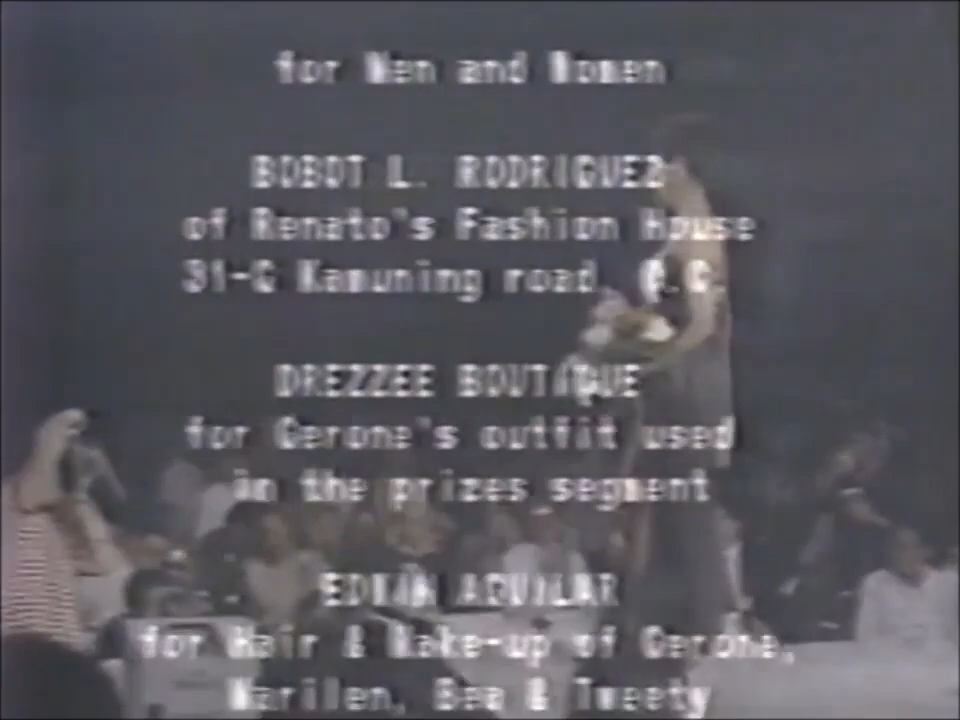 for Men and Women
BOBOT L. RODRIGUEZ
of Renato's Fashion House
31-C Kamuning road, Q.C.
DREZZEE BOUTIQUE
for Gerone's outfit used
in the prizes segment
EDWIN AGUILAR
for Hair & Make-up of Gerone,
Marilen, Bea & Tweety